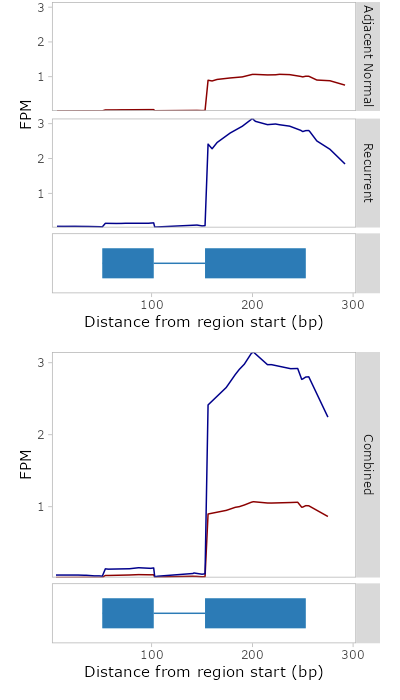 3
2
1
Adjacent Normal
FPM
3
2
1
Recurrent
100 200 300
Distance from region start (bp)
3
2
1
FPM
Combined
100 200 300
Distance from region start (bp)